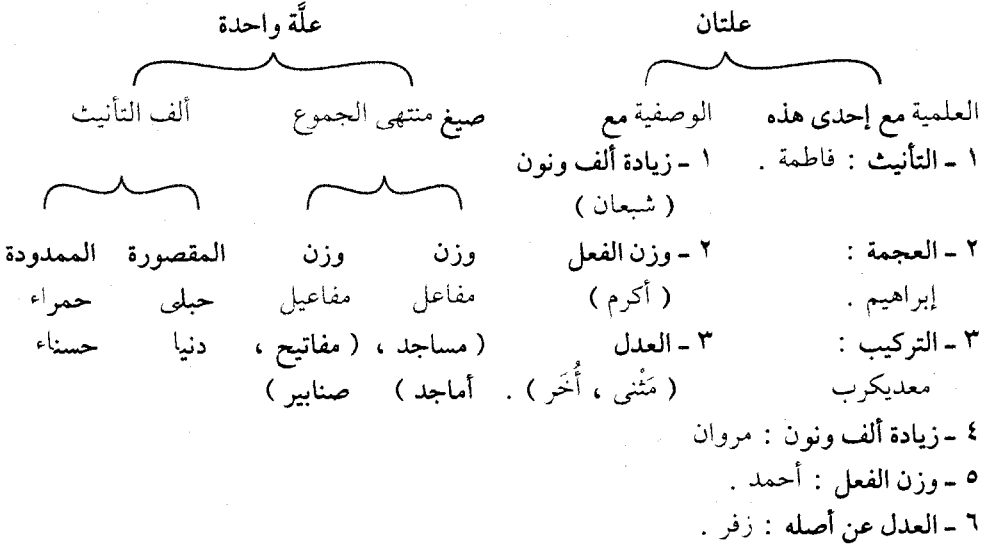 علتان علَّة واحدة
العلمية مع إحدى هذه الوصفية مع صيغ منتهى الجموع ألف التأنيث
١ - التأنيث : فاطمة . ١ - زيادة ألف ونون
( شبعان )
٢ - العجمة : ٢ - وزن الفعل وزن وزن المقصورة الممدودة
إبراهيم . ( أكرم ) مفاعل مفاعيل حبلى حمراء
٣ - التركيب : ٣ - العدل ( مساجد ، ( مفاتيح ، دنيا حسناء
معديكرب ( مَثْنى ، أُخَر ) . أماجد ) صنابير )
٤ - زيادة ألف ونون : مروان
٥ - وزن الفعل : أحمد .
٦ - العدل عن أصله : زفر .